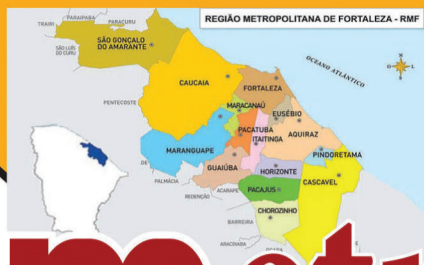 REGIÃO METROPOLITANA DE FORTALEZA - RMF
PARAIPABA
TRAIRI
PARACURU
SÃO GONÇALO
DO AMARANTE
SÃO LUÍS
DO CURU
OCEANO ATLÂNTICO
CAUCAIA
FORTALEZA
PENTECOSTE
MARACANAÚ
EUSÉBIO
PACATUBA
AQUIRAZ
ITAITINGA
MARANGUAPE
PINDORETAMA
GUAIÚBA
HORIZONTE
CASCAVEL
PALMÁCIA
ACARAPE
PACAJUS
REDENÇÃO
CHOROZINHO
BARREIRA
ARACOIABA